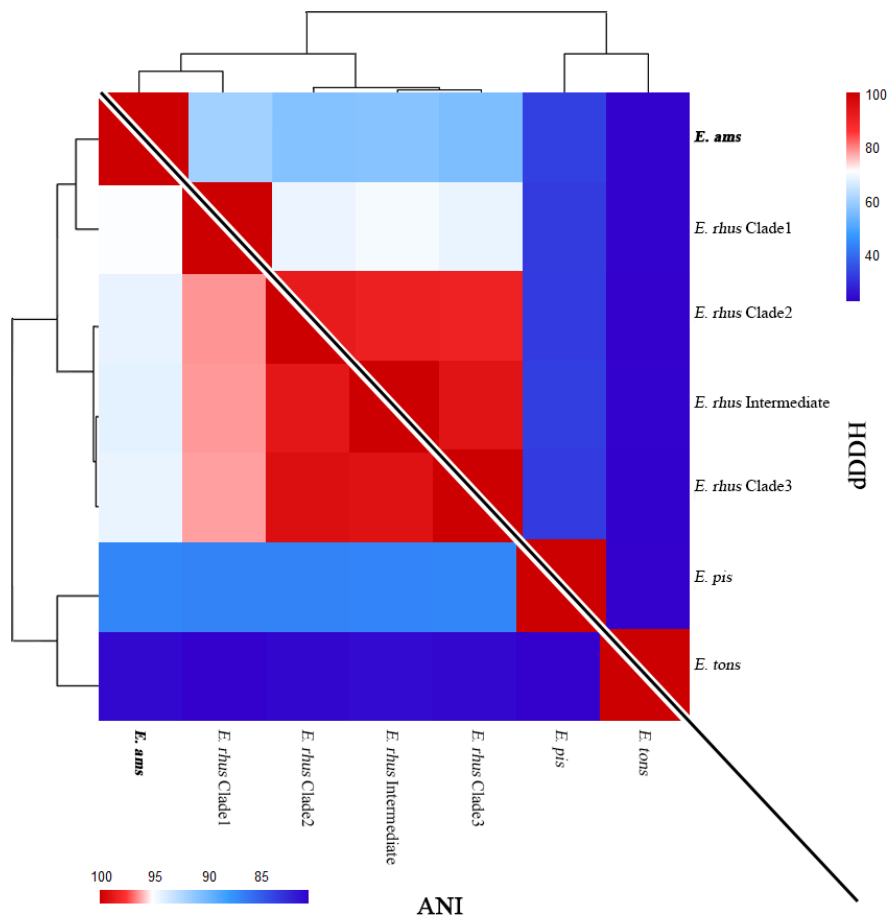 100
80
60
40
E. ams
E. rhus Clade1
E. rhus Clade2
E. rhus Intermediate
E. rhus Clade3
E. pis
E. tons
dDDH
E. ams
E. rhus Clade1
E. rhus Clade2
E. rhus Intermediate
E. rhus Clade3
E. pis
E. tons
100 95 90 85
ANI